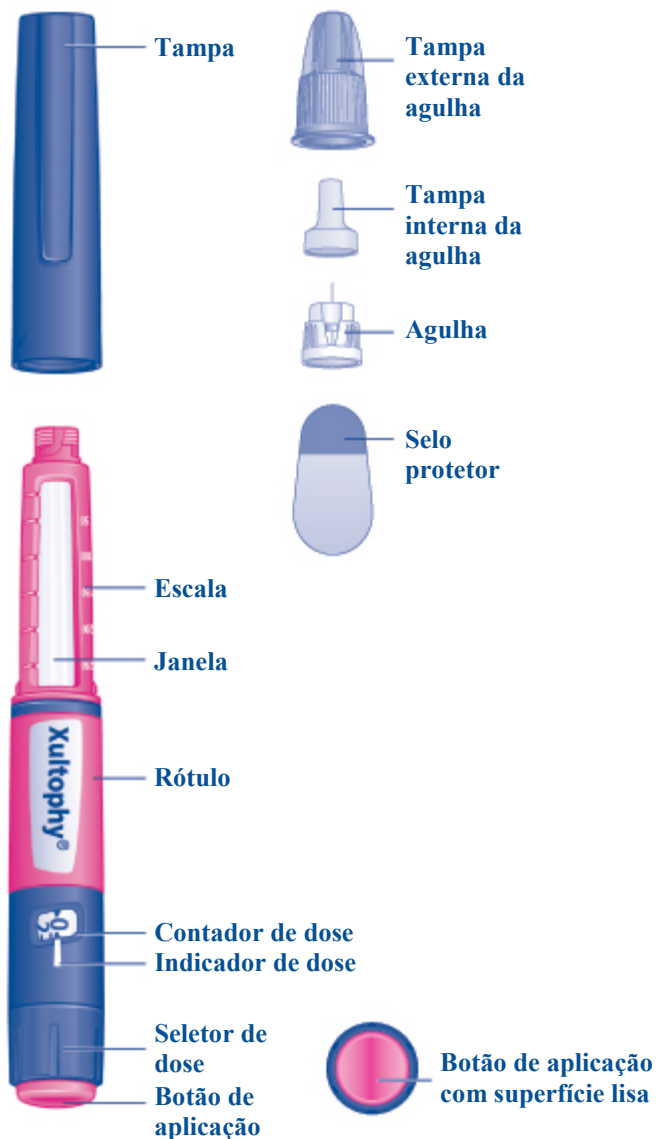 Tampa
Tampa
externa da
agulha
Tampa
interna da
agulha
Agulha
Selo
protetor
Escala
Janela
Rótulo
Xultophy®
Contador de dose
Indicador de dose
Seletor de
dose
Botão de
aplicação
Botão de aplicação
com superfície lisa